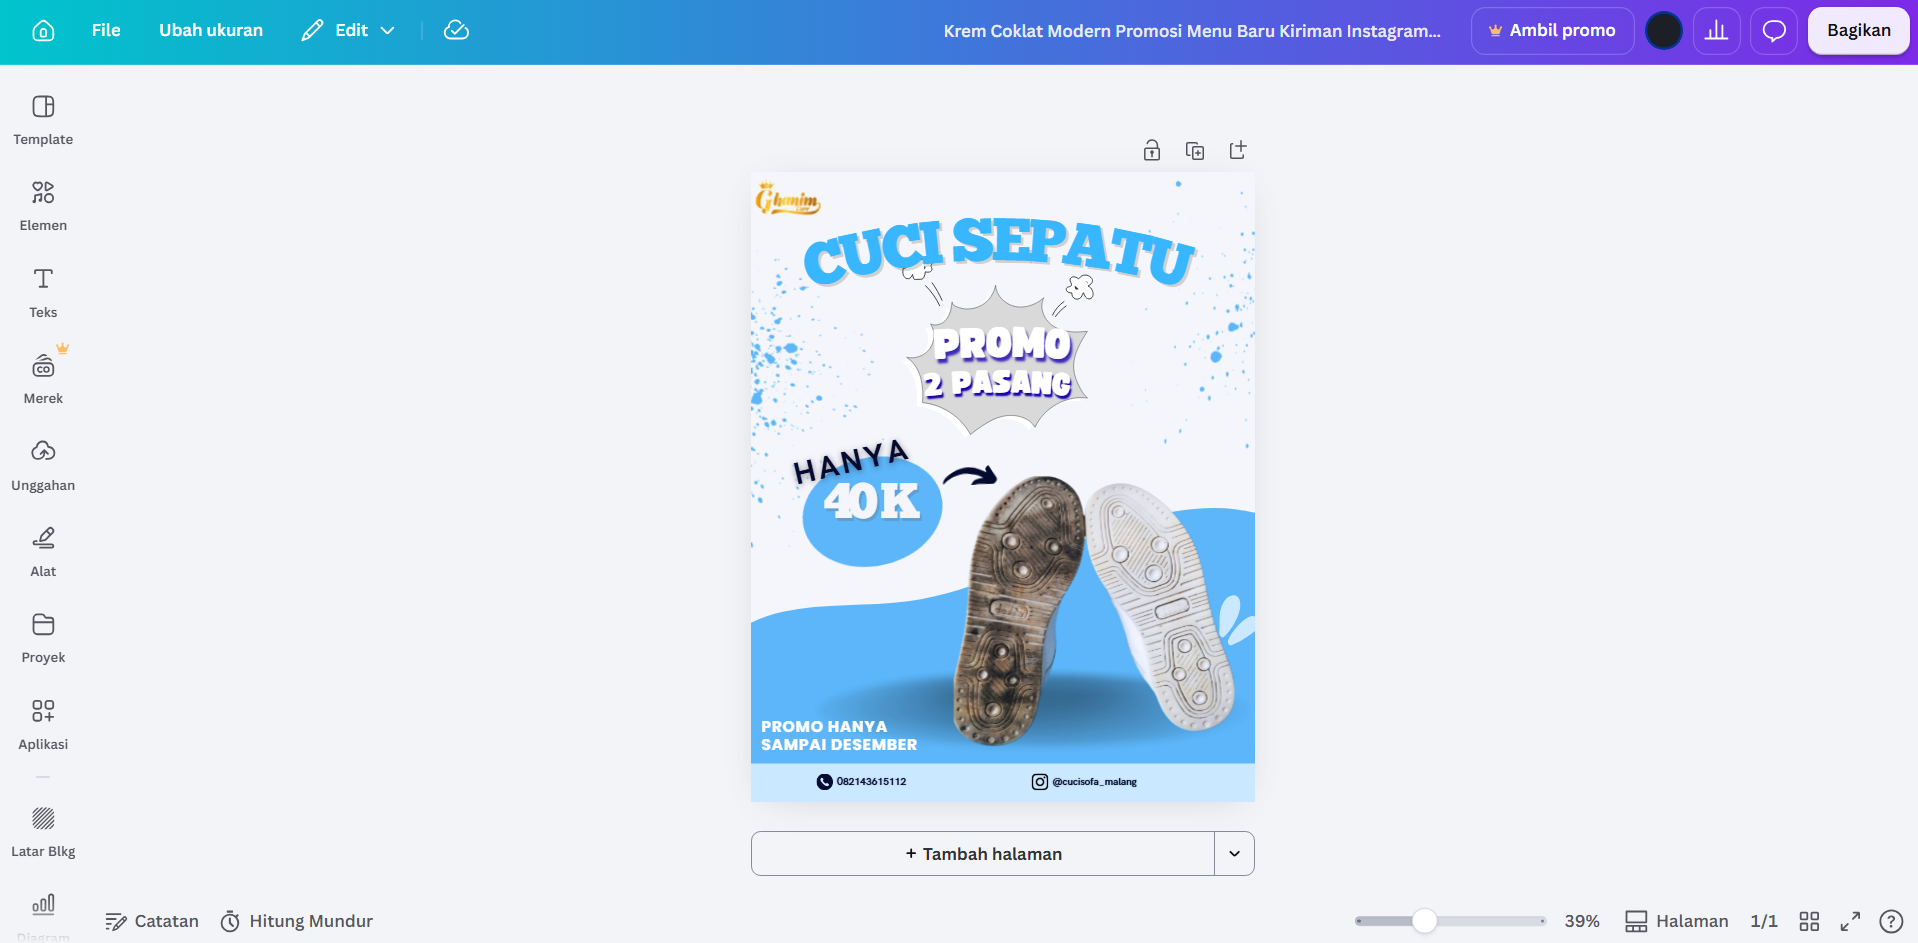 File
Ubah ukuran
Edit
Krem Coklat Modern Promosi Menu Baru Kiriman Instagram...
Ambil promo
Bagikan
Template
Elemen
Teks
Merek
Unggahan
Alat
Proyek
Aplikasi
Latar Blkg
Diagram
Ghanim
CUCI SEPATU
PROMO
2 PASANG
HANYA
40K
PROMO HANYA
SAMPAI DESEMBER
082143615112
@cucisofa_malang
+ Tambah halaman
Catatan
Hitung Mundur
39%
Halaman
1/1